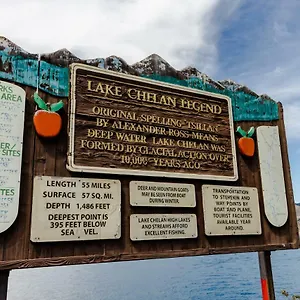 LAKE CHELAN LEGEND
ORIGINAL SPELLING "TSILLAN"
BY ALEXANDER ROSS MEANS
DEEP WATER. LAKE CHELAN WAS
FORMED BY GLACIAL ACTION OVER
10,000 YEARS AGO
LENGTH 55 MILES
SURFACE 57 SQ. MI
DEPTH 1,486 FEET
DEEPEST POINT IS
395 FEET BELOW
SEA LEVEL
DEER AND MOUNTAIN GOATS
MAY BE SEEN FROM BOAT
DURING WINTER
LAKE CHELAN HIGH LAKES
AND STREAMS AFFORD
EXCELLENT FISHING
TRANSPORTATION
TO STEHEKIN AND
WAY POINTS BY
BOAT AND PLANE
TOURIST FACILITIES
AVAILABLE YEAR
AROUND